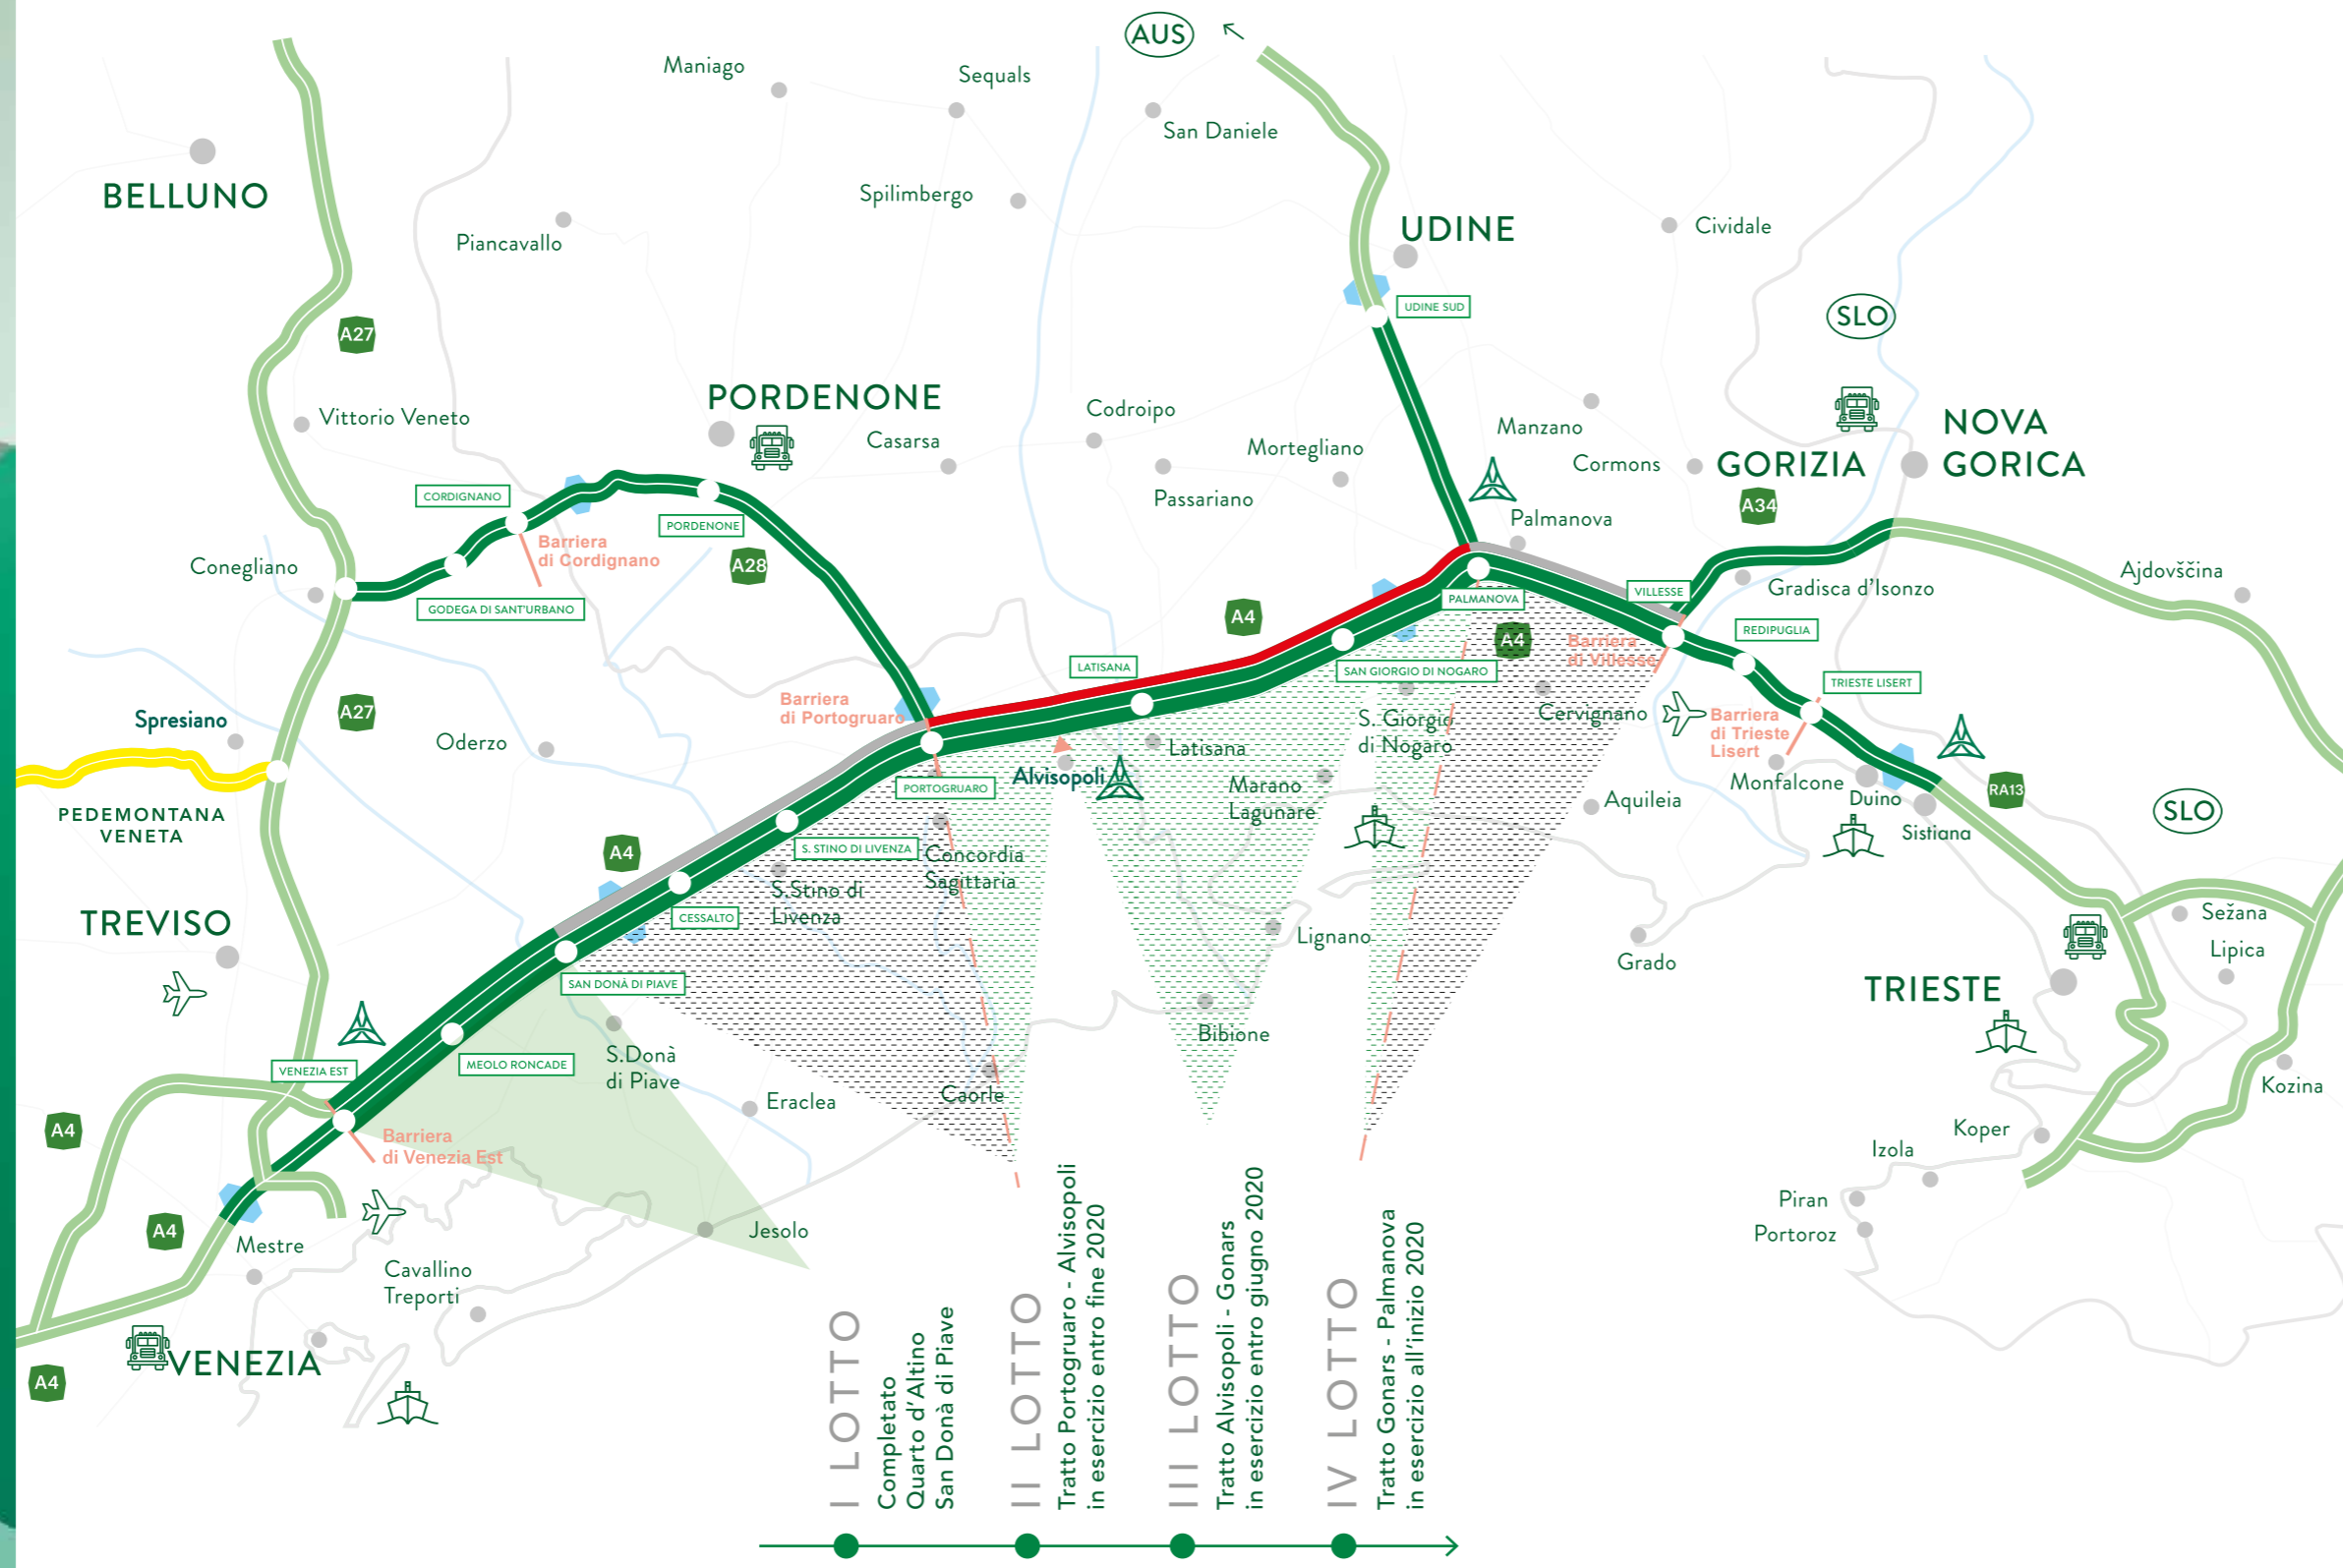 AUS
Maniago
Sequals
San Daniele
BELLUNO
Spilimbergo
Piancavallo
UDINE
Cividale
UDINE SUD
SLO
A27
PORDENONE
Vittorio Veneto
Casarsa
Codroipo
Mortegliano
Manzano
Cormons
GORIZIA
NOVA
GORICA
CORDIGNANO
PORDENONE
Passariano
Palmanova
A34
Barriera
di Cordignano
A28
Conegliano
GODEGA DI SANT'URBANO
A4
PALMANOVA
VILLESSE
Gradisca d'Isonzo
Ajdovščina
REDIPUGLIA
A4
Barriera
di Villesse
LATISANA
SAN GIORGIO DI NOGARO
TRIESTE LISERT
A27
Spresiano
Oderzo
Barriera
di Portogruaro
Latisana
S. Giorgio
di Nogaro
Cervignano
Barriera
di Trieste
Lisert
PORTOGRUARO
Alvisopoli
Marano
Lagunare
Aquileia
Monfalcone
Duino
RA13
Sistiana
SLO
PEDEMONTANA
VENETA
A4
S. STINO DI LIVENZA
Concordia
Sagittaria
S.Stino di
Livenza
CESSALTO
TREVISO
Lignano
Grado
Sežana
Lipica
SAN DONÀ DI PIAVE
TRIESTE
Bibione
VENEZIA EST
MEOLO RONCADE
S.Donà
di Piave
Eraclea
Caorle
Kozina
A4
Barriera
di Venezia Est
Koper
Izola
Piran
Portoroz
A4
Mestre
Jesolo
Cavallino
Treporti
VENEZIA
A4
I LOTTO
Completato
Quarto d'Altino
San Donà di Piave
II LOTTO
Tratto Portogruaro - Alvisopoli
in esercizio entro fine 2020
III LOTTO
Tratto Alvisopoli - Gonars
in esercizio entro giugno 2020
IV LOTTO
Tratto Gonars - Palmanova
in esercizio all'inizio 2020